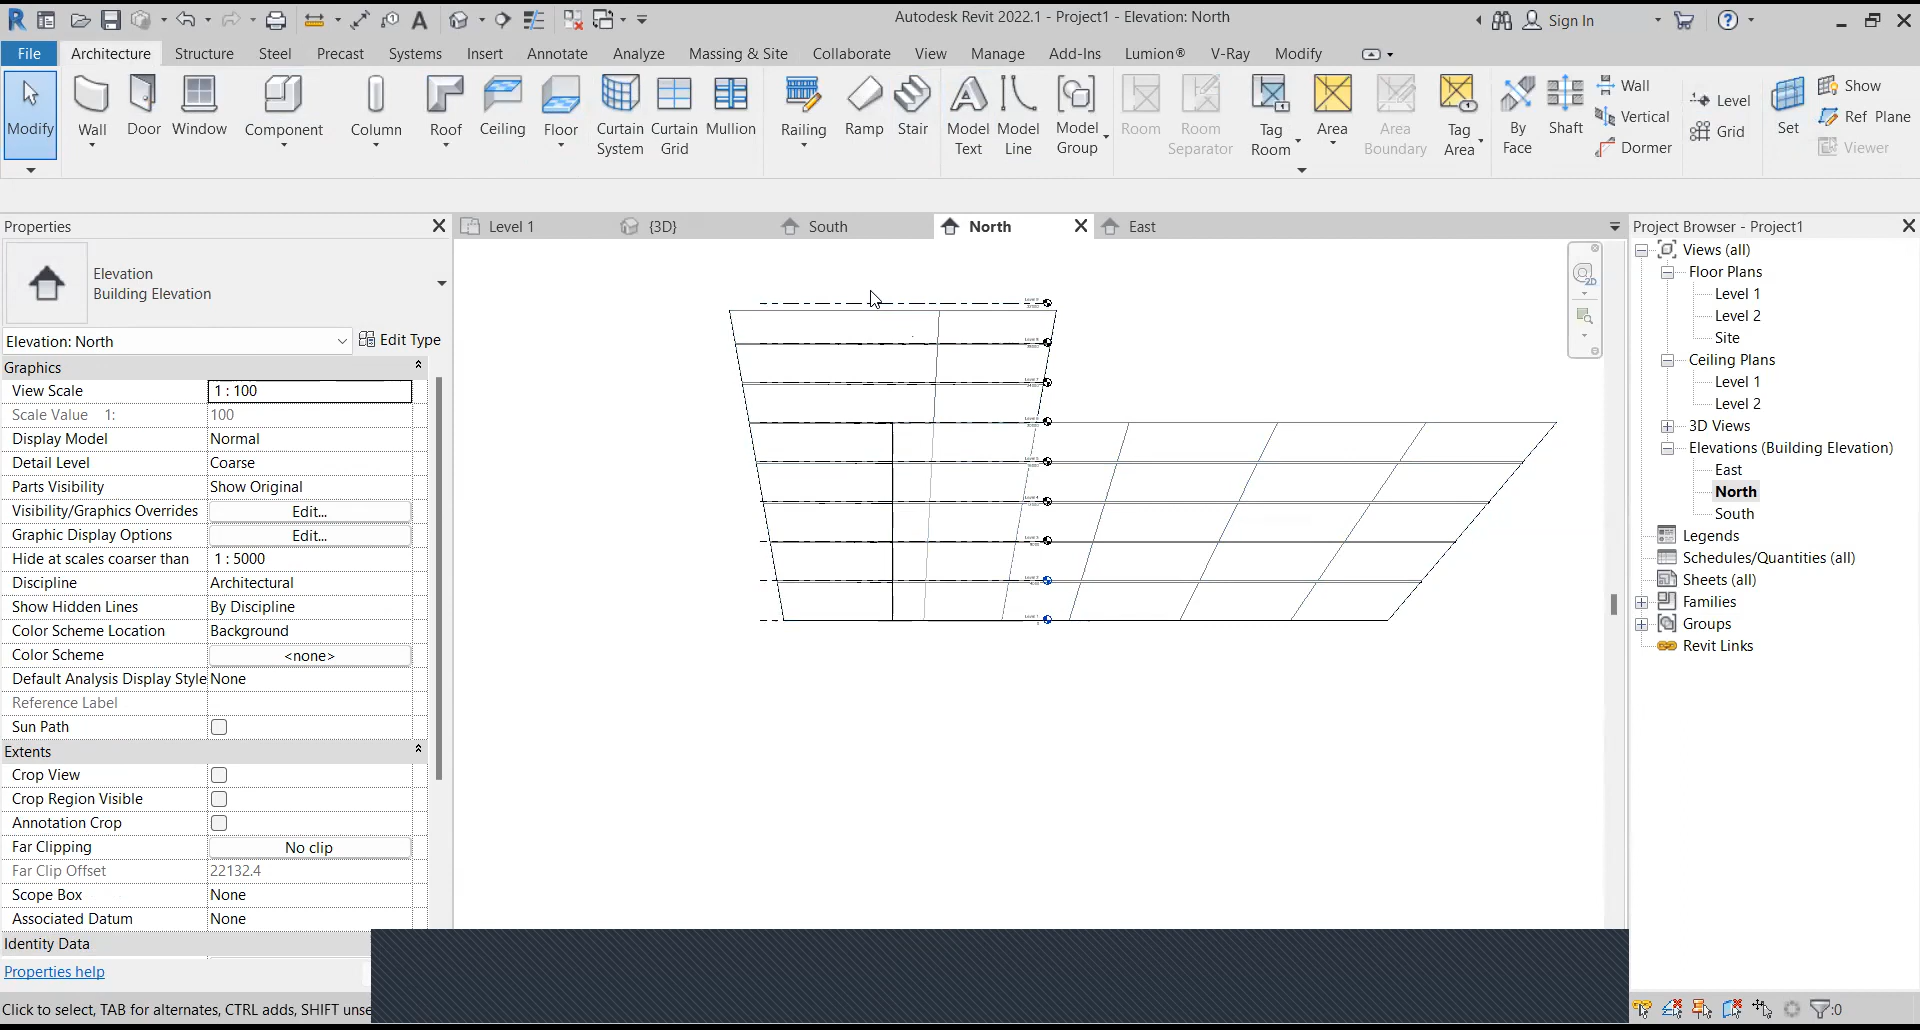 Autodesk Revit 2022.1 - Project1 - Elevation: North
Sign In
File Architecture Structure Steel Precast Systems Insert Annotate Analyze Massing & Site Collaborate View Manage Add-Ins Lumion® V-Ray Modify
Modify
Wall
Door
Window
Component
Column
Roof
Ceiling
Floor
Curtain System
Curtain Grid
Mullion
Railing
Ramp
Stair
Model Text
Model Line
Model Group
Room
Room Separator
Tag Room
Area
Area Boundary
Tag Area
By Face
Shaft
Wall
Vertical
Dormer
Level
Grid
Set
Show
Ref Plane
Viewer
Properties
Elevation
Building Elevation
Elevation: North
Edit Type
Graphics
View Scale 1 : 100
Scale Value 1: 100
Display Model Normal
Detail Level Coarse
Parts Visibility Show Original
Visibility/Graphics Overrides Edit...
Graphic Display Options Edit...
Hide at scales coarser than 1 : 5000
Discipline Architectural
Show Hidden Lines By Discipline
Color Scheme Location Background
Color Scheme <none>
Default Analysis Display Style None
Reference Label
Sun Path
Extents
Crop View
Crop Region Visible
Annotation Crop
Far Clipping No clip
Far Clip Offset 22132.4
Scope Box None
Associated Datum None
Identity Data
Properties help
Click to select, TAB for alternates, CTRL adds, SHIFT unse
Level 1
{3D}
South
North
East
2D
Project Browser - Project1
Views (all)
Floor Plans
Level 1
Level 2
Site
Ceiling Plans
Level 1
Level 2
3D Views
Elevations (Building Elevation)
East
North
South
Legends
Schedules/Quantities (all)
Sheets (all)
Families
Groups
Revit Links
:0